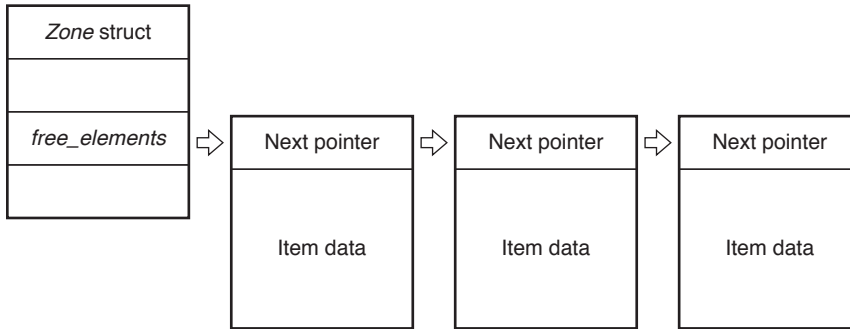 Zone struct
free_elements
Next pointer
Next pointer
Next pointer
Item data
Item data
Item data